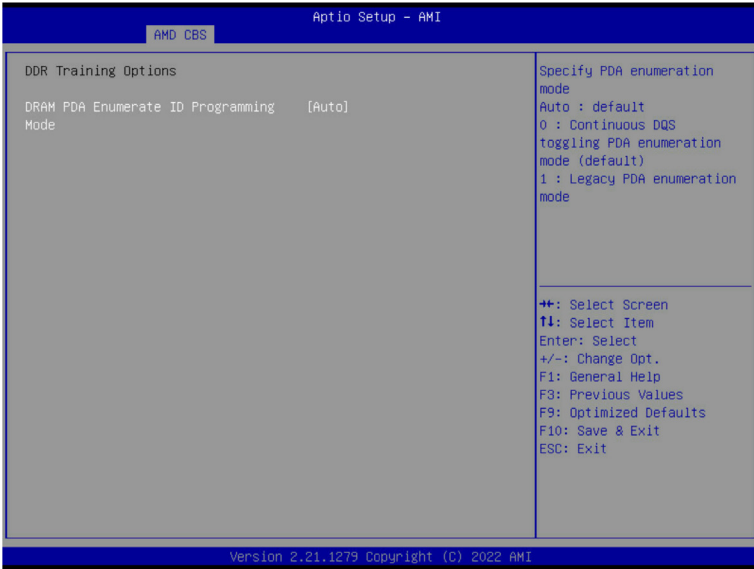 Aptio Setup – AMI
AMD CBS
DDR Training Options
DRAM PDA Enumerate ID Programming [Auto]
Mode
Specify PDA enumeration
mode
Auto : default
0 : Continuous DQS
toggling PDA enumeration
mode (default)
1 : Legacy PDA enumeration
mode
→←: Select Screen
↑↓: Select Item
Enter: Select
+/-: Change Opt.
F1: General Help
F3: Previous Values
F9: Optimized Defaults
F10: Save & Exit
ESC: Exit
Version 2.21.1279 Copyright (C) 2022 AMI